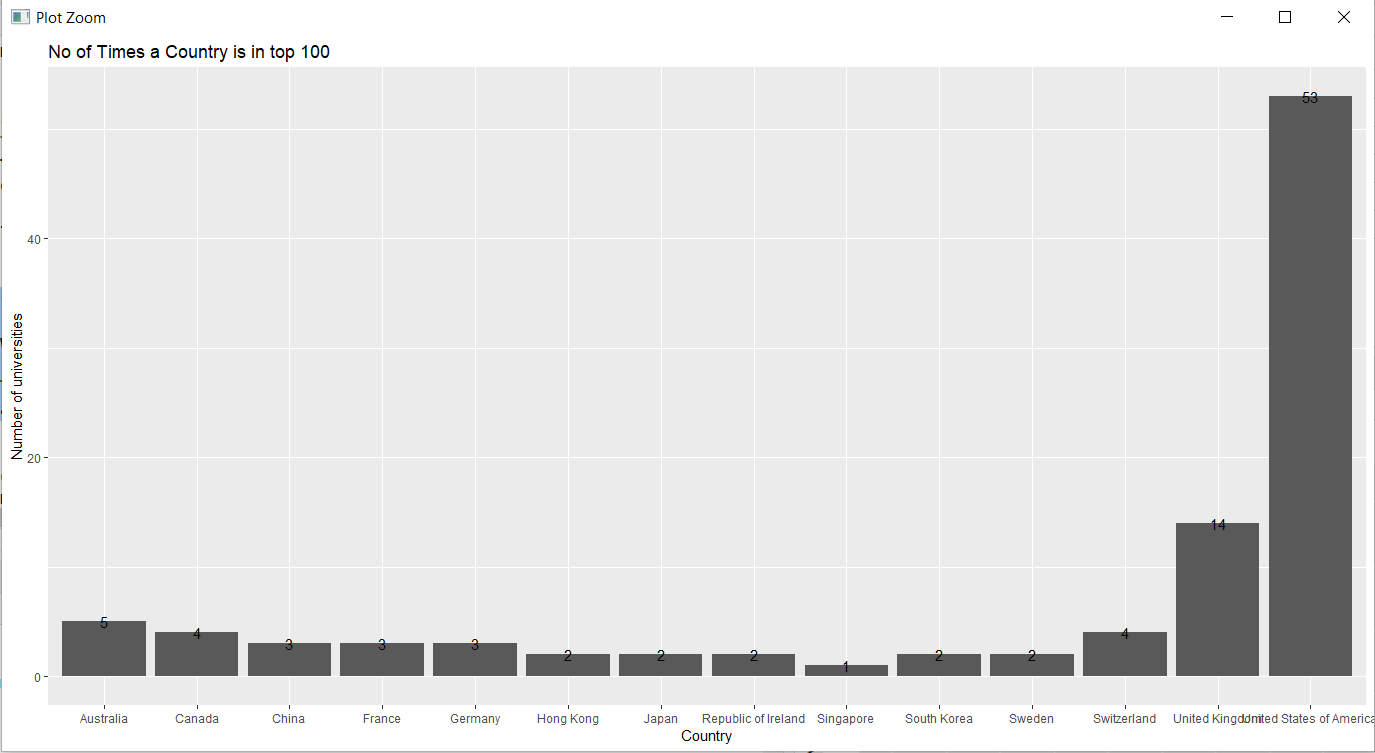 Plot Zoom
No of Times a Country is in top 100
Number of universities
40
20
0
53
14
5
4
3
3
3
2
2
2
1
2
2
4
Australia
Canada
China
France
Germany
Hong Kong
Japan
Republic of Ireland
Singapore
South Korea
Sweden
Switzerland
United Kingdom
United States of America
Country